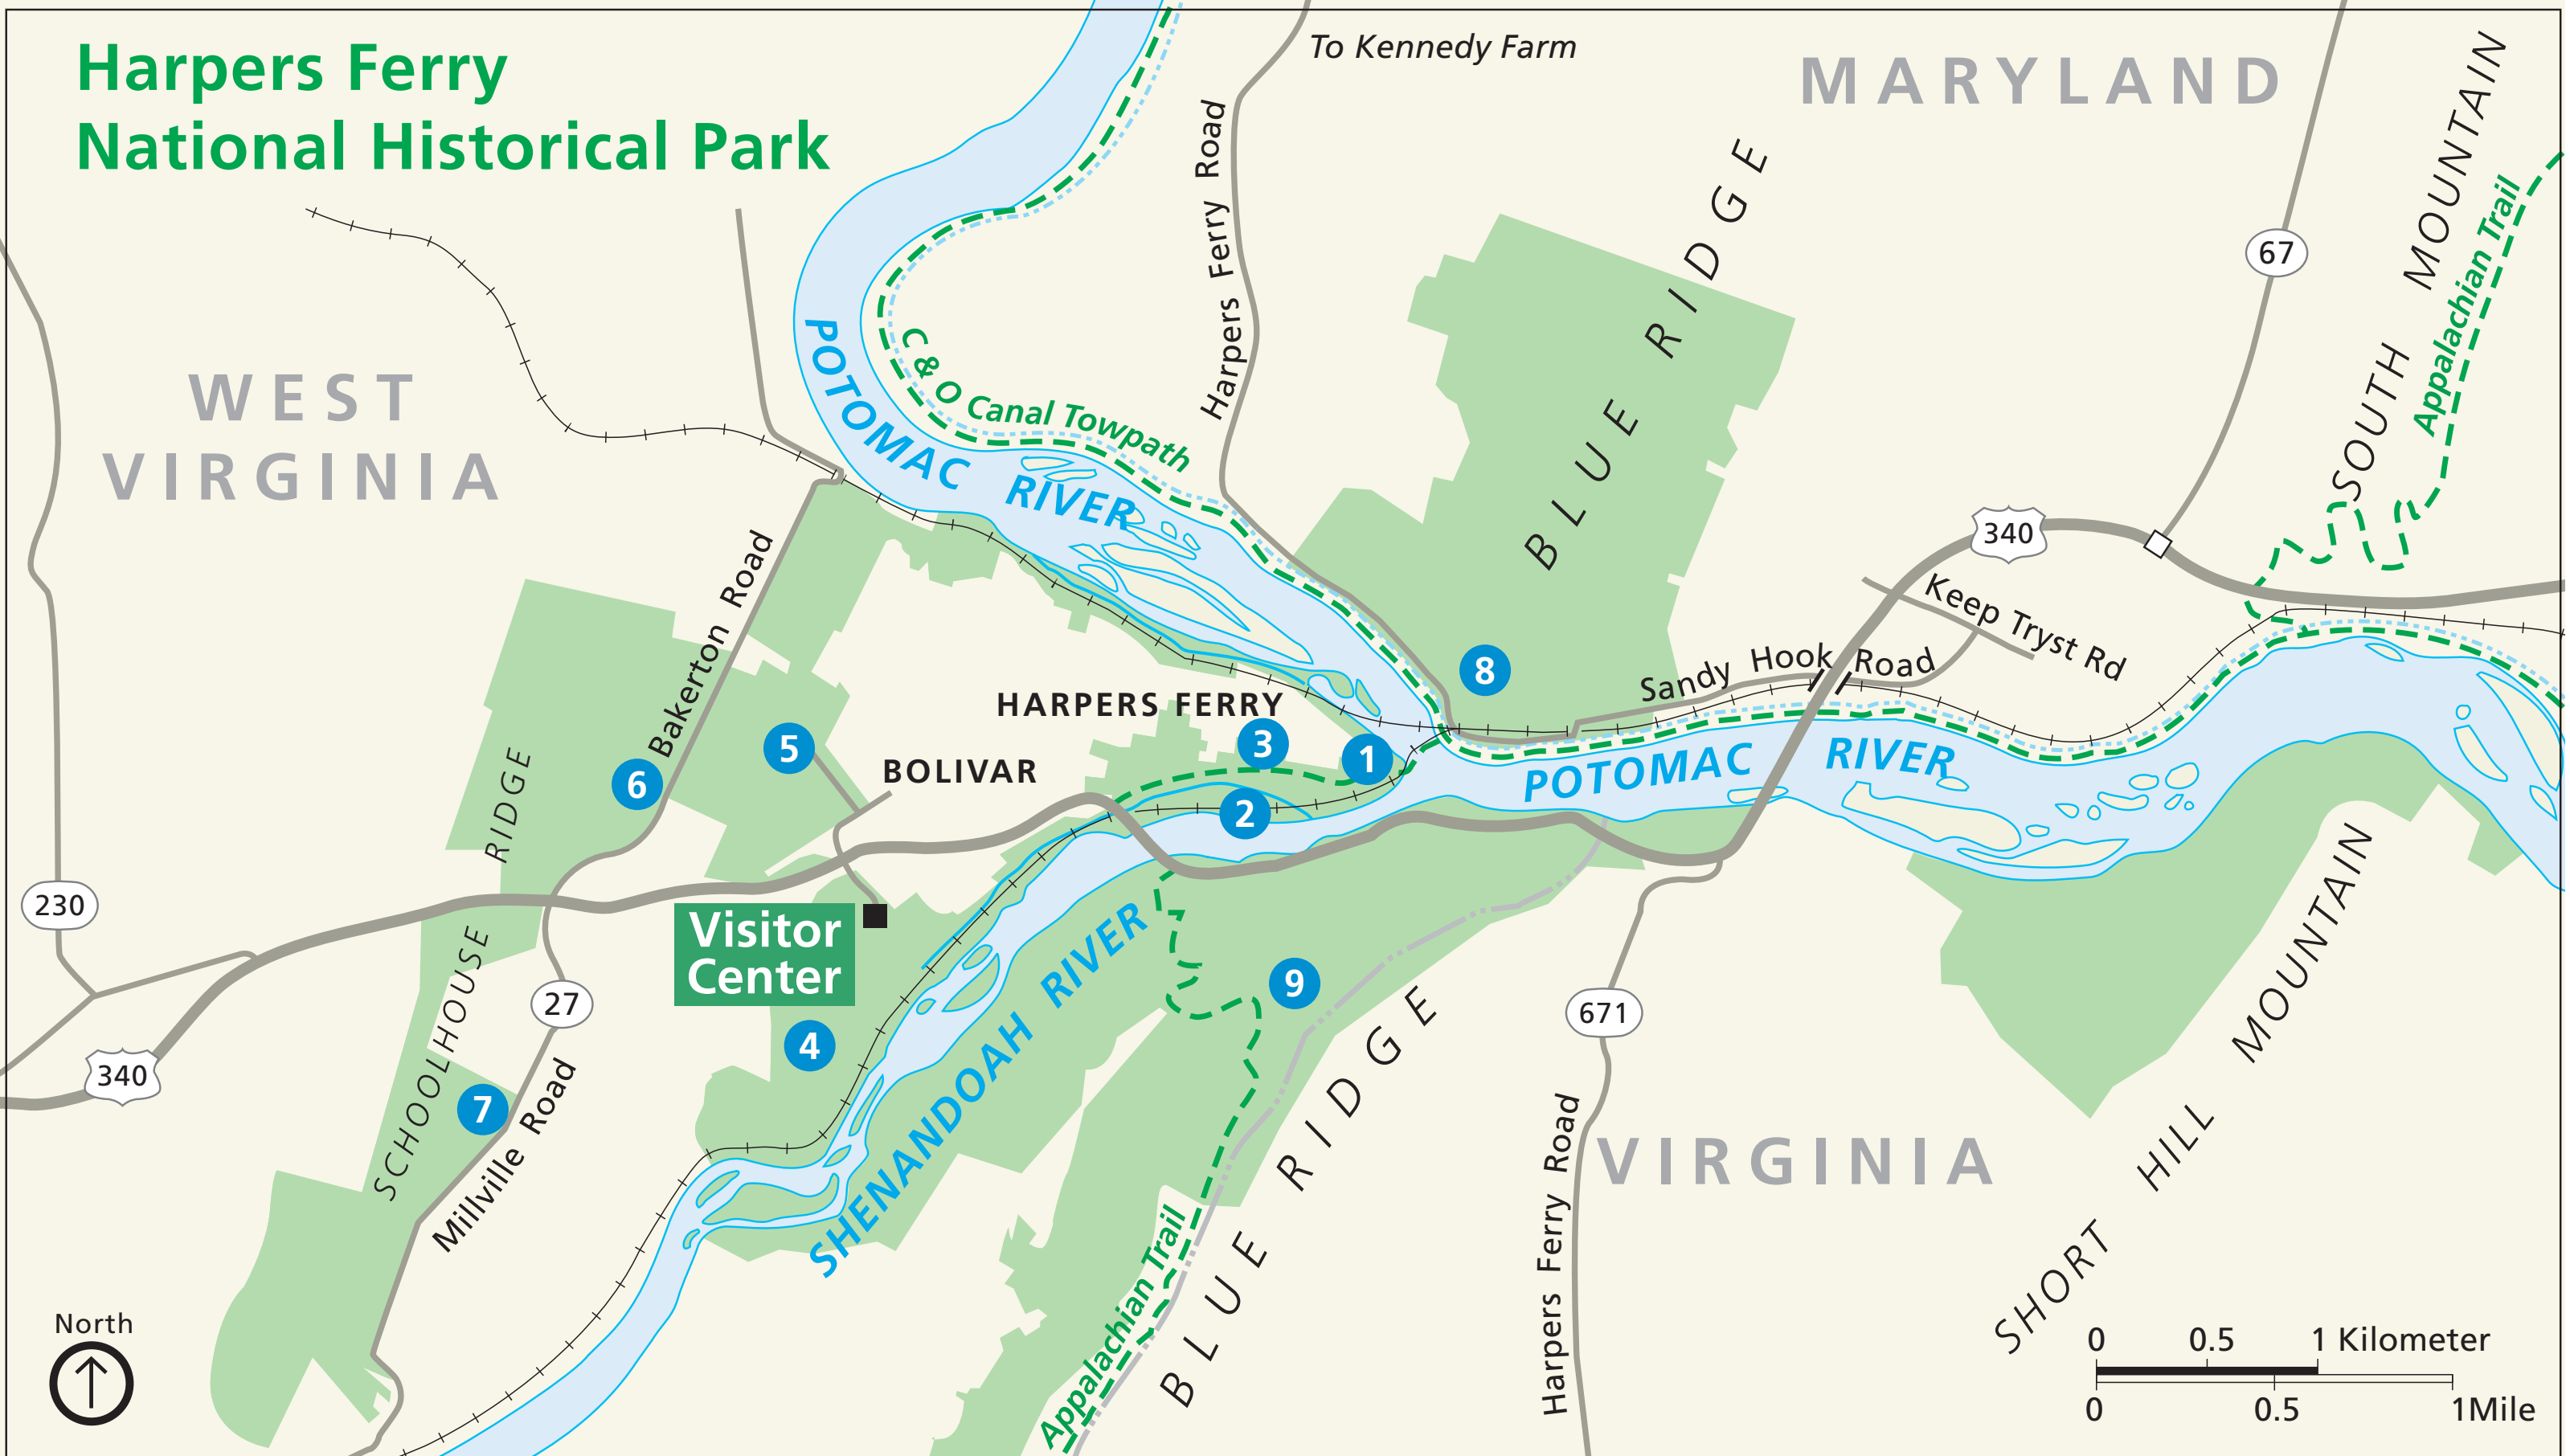 Harpers Ferry
National Historical Park
To Kennedy Farm
MARYLAND
SOUTH MOUNTAIN
Appalachian Trail
Harpers Ferry Road
Harpers Ferry Road
BLUE RIDGE
67
WEST
VIRGINIA
POTOMAC RIVER
C & O Canal Towpath
340
Keep Tryst Rd
Bakerton Road
8
Sandy Hook Road
HARPERS FERRY
3
1
5
6
BOLIVAR
2
POTOMAC RIVER
SCHOOLHOUSE RIDGE
230
Visitor
Center
27
4
340
7
Millville Road
SHENANDOAH RIVER
9
BLUE RIDGE
Appalachian Trail
671
Harpers Ferry Road
VIRGINIA
SHORT HILL MOUNTAIN
North
0 0.5 1 Kilometer
0 0.5 1Mile